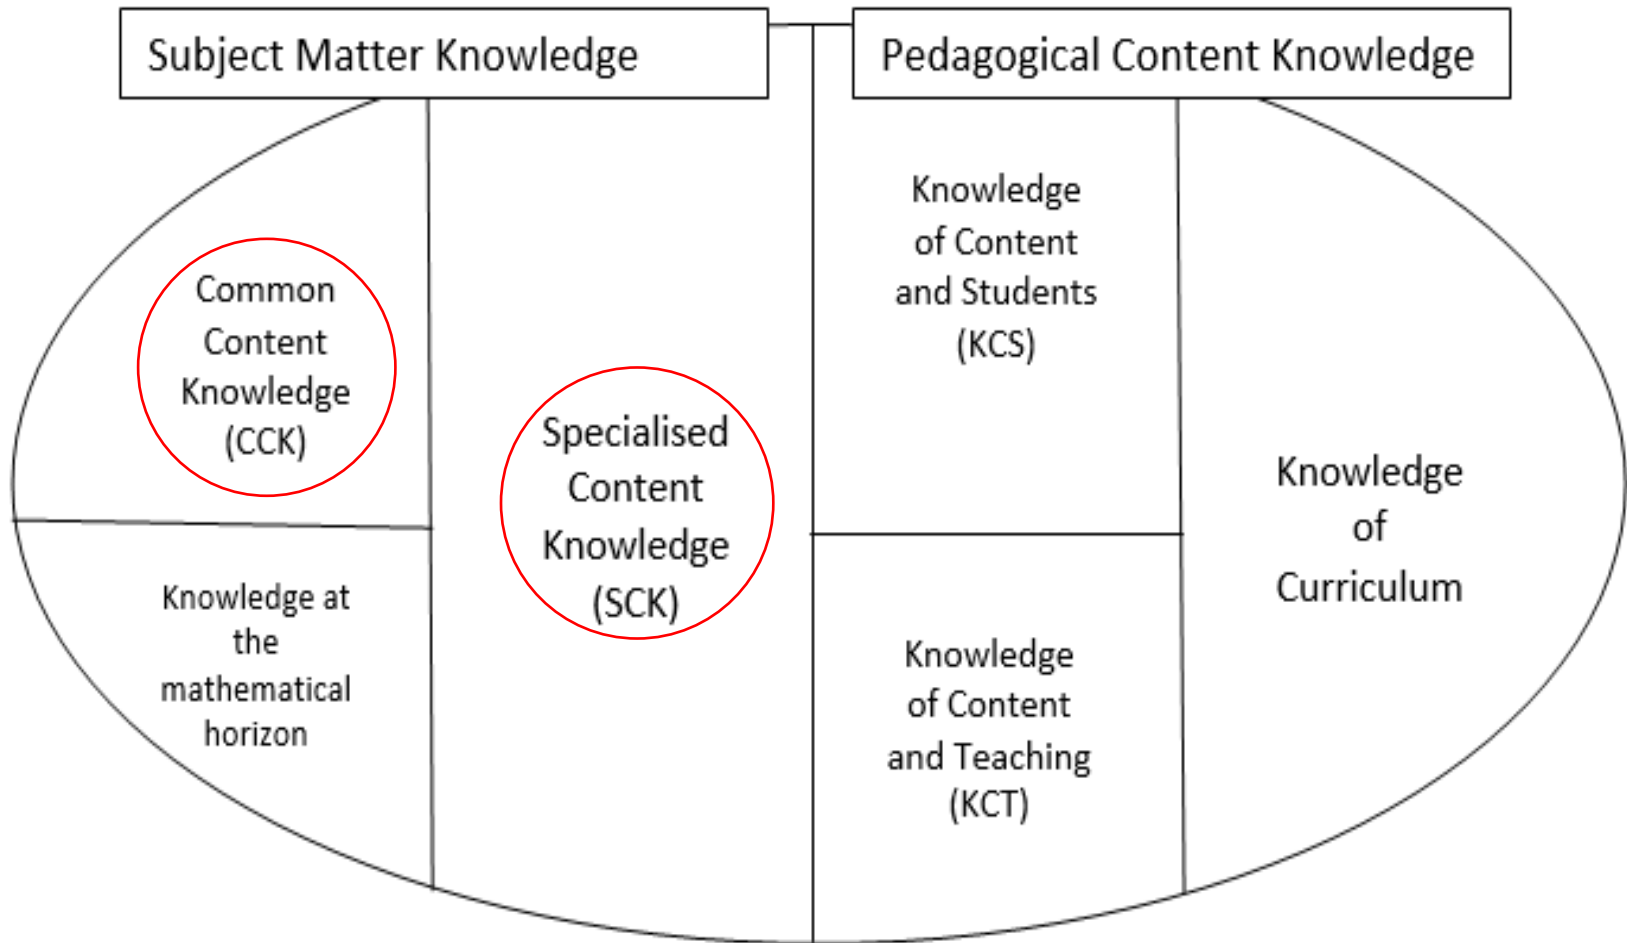 Subject Matter Knowledge
Pedagogical Content Knowledge
Common
Content
Knowledge
(CCK)
Knowledge at
the
mathematical
horizon
Specialised
Content
Knowledge
(SCK)
Knowledge
of Content
and Students
(KCS)
Knowledge
of Content
and Teaching
(KCT)
Knowledge
of
Curriculum